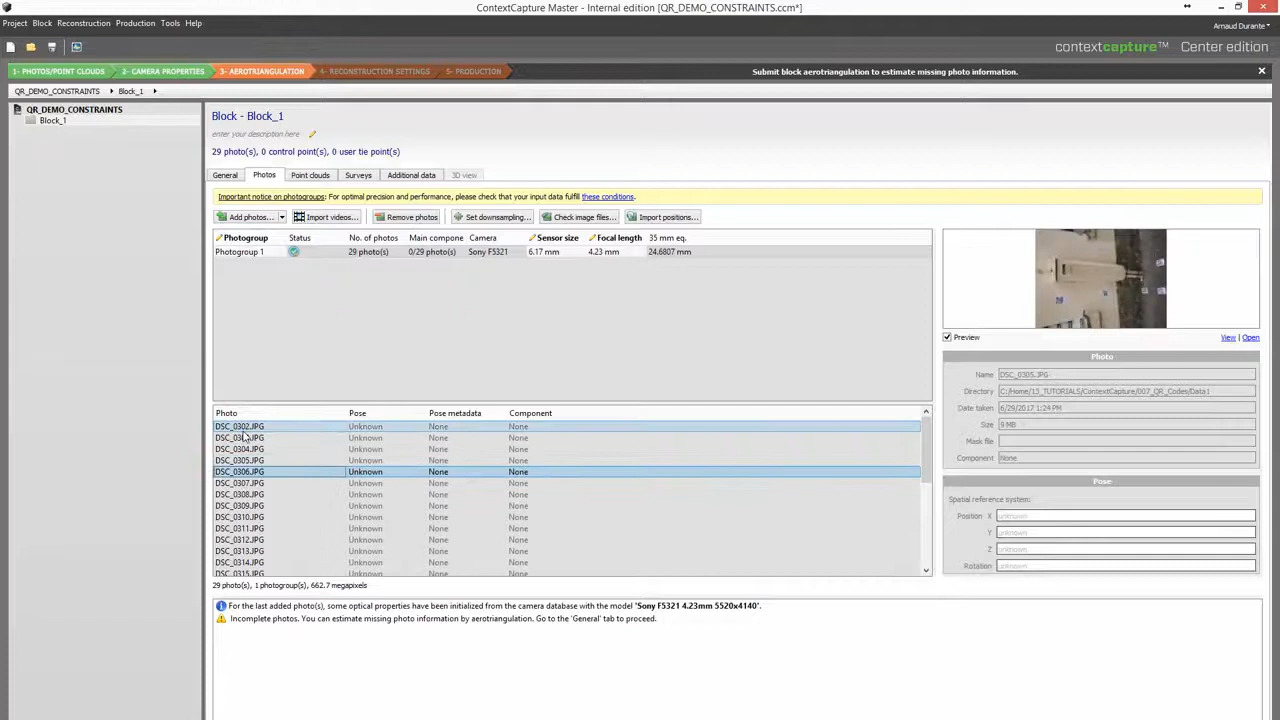 ContextCapture Master - Internal edition [QR_DEMO_CONSTRAINTS.ccm*]
Project Block Reconstruction Production Tools Help
Arnaud Durante
contextcapture™ Center edition
1- PHOTOS/POINT CLOUDS 2- CAMERA PROPERTIES 3- AEROTRIANGULATION 4- RECONSTRUCTION SETTINGS 5- PRODUCTION Submit block aerotriangulation to estimate missing photo information.
QR_DEMO_CONSTRAINTS Block_1
QR_DEMO_CONSTRAINTS
Block_1
Block - Block_1
enter your description here
29 photo(s), 0 control point(s), 0 user tie point(s)
General Photos Point clouds Surveys Additional data 3D view
Important notice on photogroups: For optimal precision and performance, please check that your input data fulfill these conditions.
Add photos... Import videos... Remove photos Set downsampling... Check image files... Import positions...
Photogroup Status No. of photos Main compone Camera Sensor size Focal length 35 mm eq.
Photogroup 1 29 photo(s) 0/29 photo(s) Sony F5321 6.17 mm 4.23 mm 24.6807 mm
Preview View | Open
Photo
Name DSC_0305.JPG
Directory C:/Home/13_TUTORIALS/ContextCapture/007_QR_Codes/Data1
Date taken 6/29/2017 1:24 PM
Size 9 MB
Mask file
Component None
Pose
Spatial reference system:
Position X unknown
Y unknown
Z unknown
Rotation unknown
Photo Pose Pose metadata Component
DSC_0302.JPG Unknown None None
Unknown None None
DSC_0304.JPG Unknown None None
DSC_0305.JPG Unknown None None
DSC_0306.JPG Unknown None None
DSC_0307.JPG Unknown None None
DSC_0308.JPG Unknown None None
DSC_0309.JPG Unknown None None
DSC_0310.JPG Unknown None None
DSC_0311.JPG Unknown None None
DSC_0312.JPG Unknown None None
DSC_0313.JPG Unknown None None
DSC_0314.JPG Unknown None None
DSC_0315.JPG Unknown None None
29 photo(s), 1 photogroup(s), 662.7 megapixels
For the last added photo(s), some optical properties have been initialized from the camera database with the model 'Sony F5321 4.23mm 5520x4140'.
Incomplete photos. You can estimate missing photo information by aerotriangulation. Go to the 'General' tab to proceed.